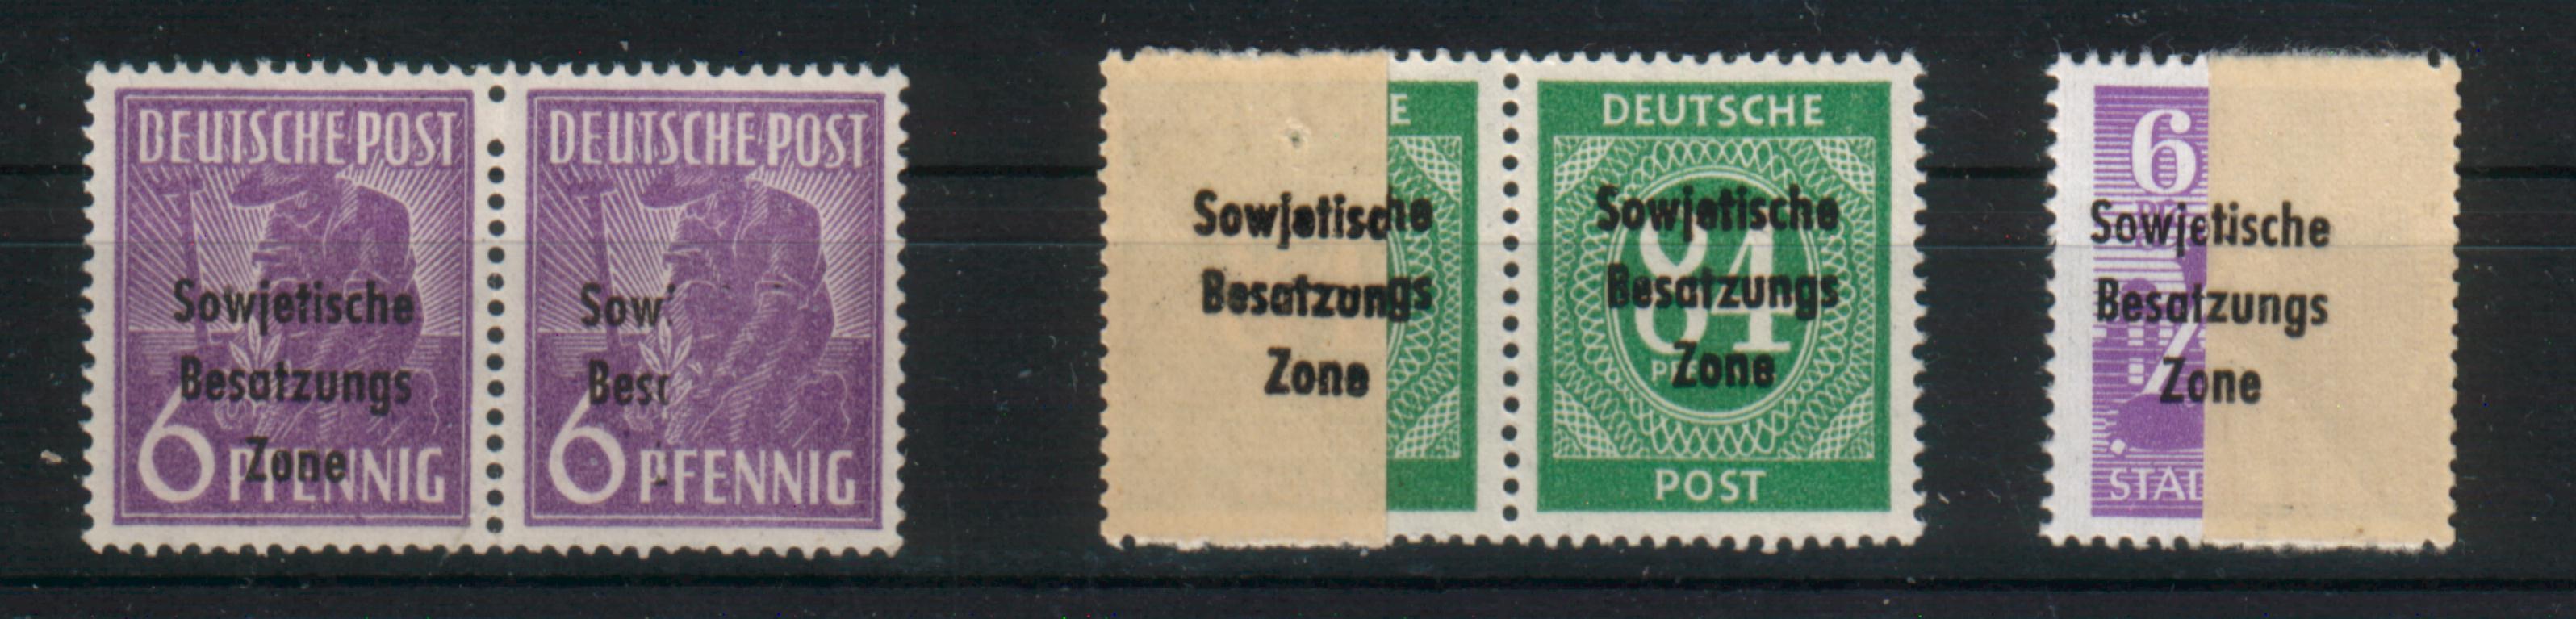 DEUTSCHE POST
Sowjetische
Besatzungs
Zone
6 PFENNIG
DEUTSCHE POST
Sow
Bes
6 PFENNIG
E
Sowjetische
Besatzungs
Zone
DEUTSCHE
Sowjetische
84
Besatzungs
Zone
POST
6
Sowjetische
Besatzungs
Zone
STAD